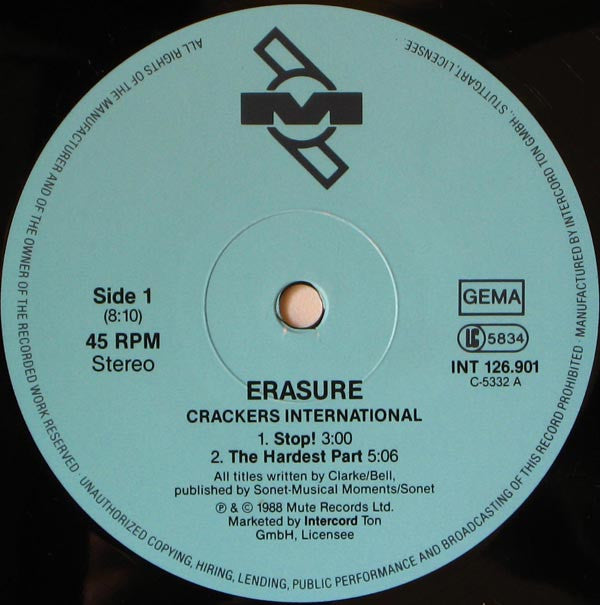 M
Side 1
(8:10)
45 RPM
Stereo
GEMA
LC 5834
INT 126.901
C-5332 A
ERASURE
CRACKERS INTERNATIONAL
1. Stop! 3:00
2. The Hardest Part 5:06
All titles written by Clarke/Bell,
published by Sonet-Musical Moments/Sonet
℗ & © 1988 Mute Records Ltd.
Marketed by Intercord Ton
GmbH, Licensee
ALL RIGHTS OF THE MANUFACTURER AND OF THE OWNER OF THE RECORDED WORK RESERVED · UNAUTHORIZED COPYING, HIRING, LENDING, PUBLIC PERFORMANCE AND BROADCASTING OF THIS RECORD PROHIBITED · MANUFACTURED BY INTERCORD TON GMBH, STUTTGART, LICENSEE